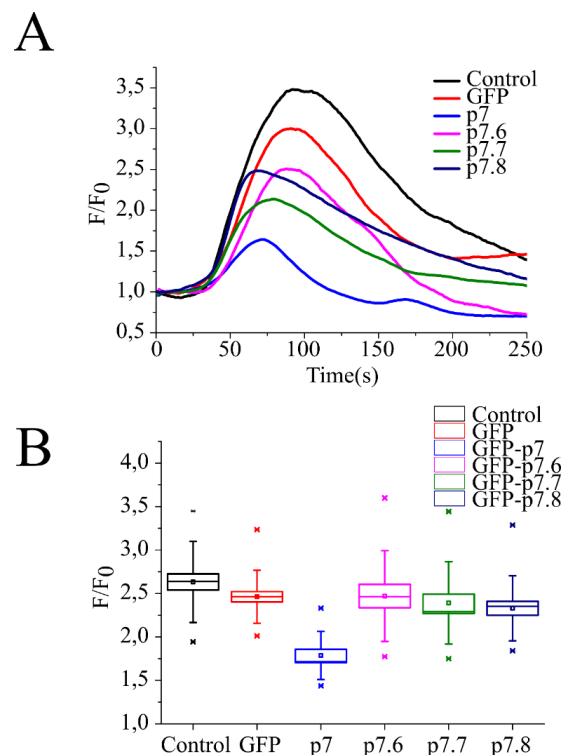 A
3,5
3,0
2,5
2,0
1,5
1,0
0,5
F/F0
0 50 100 150 200 250
Time(s)
Control
GFP
p7
p7.6
p7.7
p7.8
B
4,0
3,5
3,0
2,5
2,0
1,5
1,0
F/F0
Control
GFP
GFP-p7
GFP-p7.6
GFP-p7.7
GFP-p7.8
Control GFP p7 p7.6 p7.7 p7.8